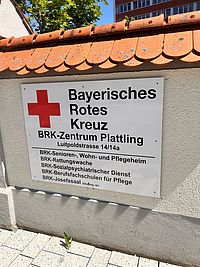 Bayerisches
Rotes
Kreuz
BRK-Zentrum Plattling
Luitpoldstrasse 14/14a
BRK-Senioren-, Wohn- und Pflegeheim
BRK-Rettungswache
BRK-Sozialpsychiatrischer Dienst
BRK-Berufsfachschulen für Pflege
BRK-Josefssaal